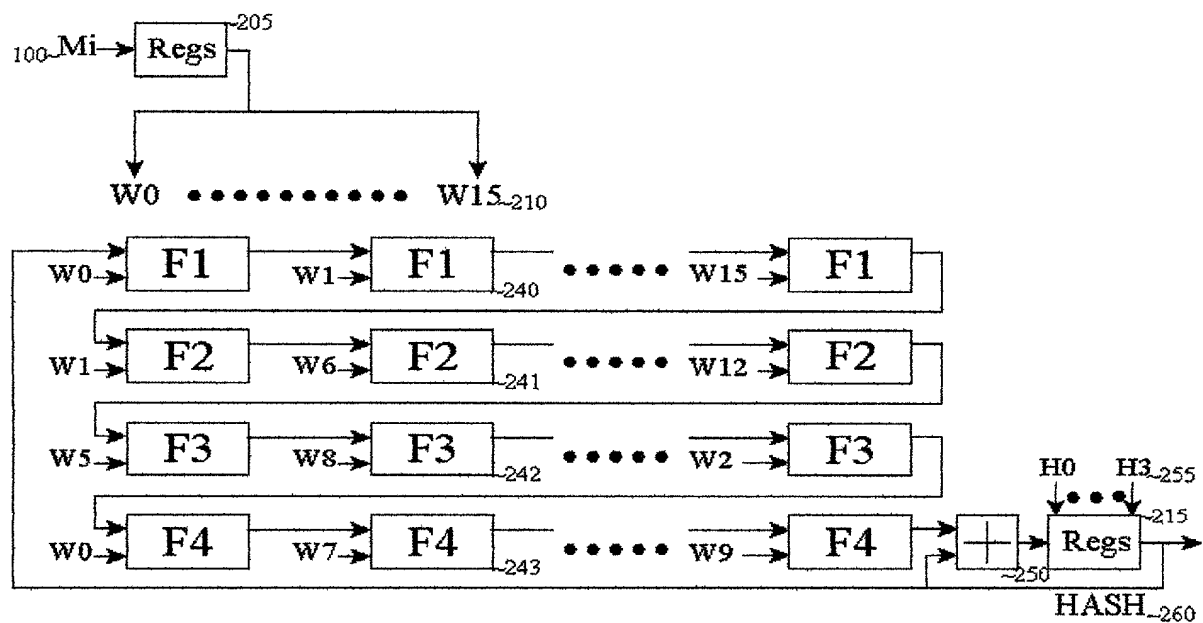 ~205
100~Mi Regs
W0 •••••••••• W15~210
F1 F1 ••••• F1
W0 W1 ~240 W15
F2 F2 ••••• F2
W1 W6 ~241 W12
F3 F3 ••••• F3
W5 W8 ~242 W2
H0 ••• H3~255
~215
F4 F4 ••••• F4 + Regs
W0 W7 ~243 W9 ~250
HASH~260